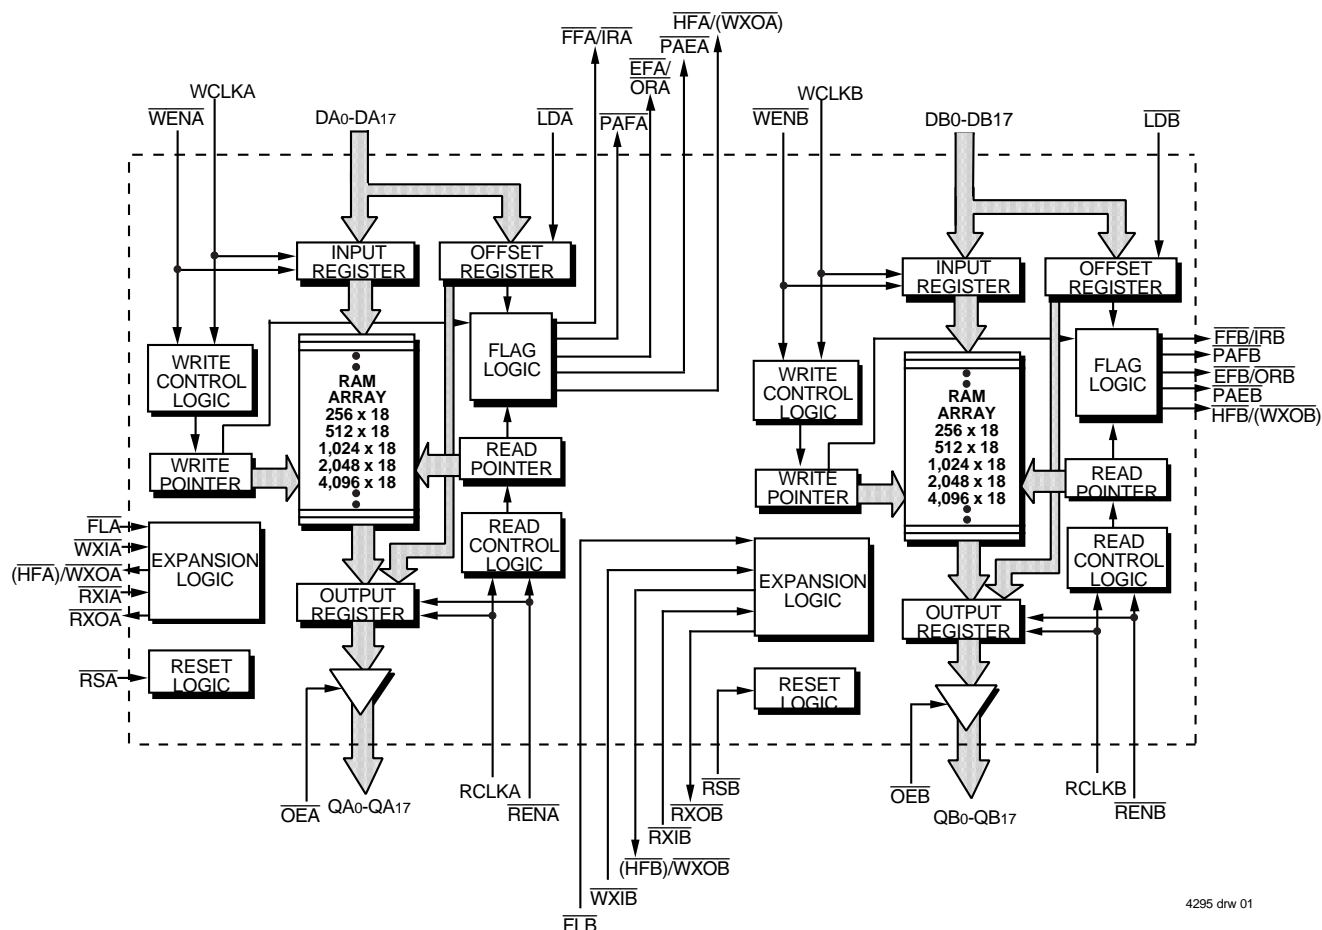 HFA/(WXOA)
FFA/IRA
PAEA
EFA/
ORA
WCLKA
WCLKB
WENA
DA0-DA17
LDA
PAFA
WENB
DB0-DB17
LDB
INPUT
REGISTER
OFFSET
REGISTER
INPUT
REGISTER
OFFSET
REGISTER
WRITE
CONTROL
LOGIC
RAM
ARRAY
256 x 18
512 x 18
1,024 x 18
2,048 x 18
4,096 x 18
FLAG
LOGIC
WRITE
CONTROL
LOGIC
RAM
ARRAY
256 x 18
512 x 18
1,024 x 18
2,048 x 18
4,096 x 18
FLAG
LOGIC
FFB/IRB
PAFB
EFB/ORB
PAEB
HFB/(WXOB)
WRITE
POINTER
READ
POINTER
WRITE
POINTER
READ
POINTER
FLA
WXIA
(HFA)/WXOA
RXIA
RXOA
EXPANSION
LOGIC
READ
CONTROL
LOGIC
EXPANSION
LOGIC
READ
CONTROL
LOGIC
OUTPUT
REGISTER
OUTPUT
REGISTER
RSA
RESET
LOGIC
RESET
LOGIC
OEA
QA0-QA17
RCLKA
RENA
RSB
RXOB
RXIB
(HFB)/WXOB
WXIB
FLB
OEB
QB0-QB17
RCLKB
RENB
4295 drw 01